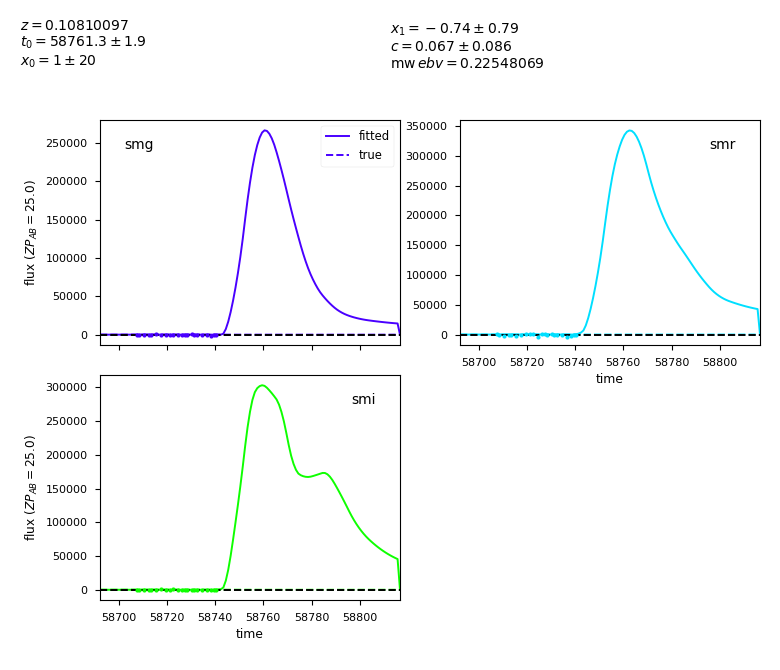 z = 0.10810097
t₀ = 58761.3 ± 1.9
x₀ = 1 ± 20
x₁ = −0.74 ± 0.79
c = 0.067 ± 0.086
mw ebv = 0.22548069
smg
fitted
true
250000
200000
150000
100000
50000
0
flux (ZP_AB = 25.0)
smr
350000
300000
250000
200000
150000
100000
50000
0
58700 58720 58740 58760 58780 58800
time
smi
300000
250000
200000
150000
100000
50000
0
flux (ZP_AB = 25.0)
58700 58720 58740 58760 58780 58800
time